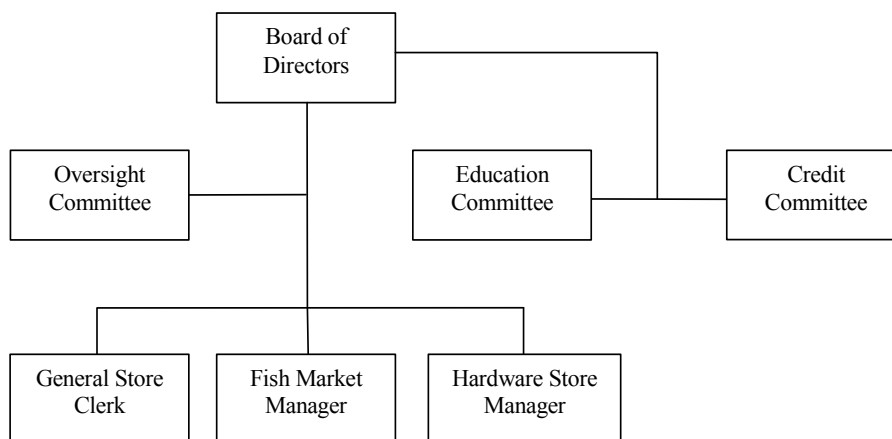 Board of
Directors
Oversight
Committee
Education
Committee
Credit
Committee
General Store
Clerk
Fish Market
Manager
Hardware Store
Manager